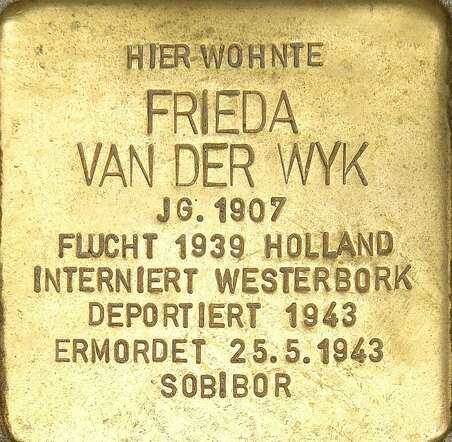 HIER WOHNTE
FRIEDA
VAN DER WYK
JG. 1907
FLUCHT 1939 HOLLAND
INTERNIERT WESTERBORK
DEPORTIERT 1943
ERMORDET 25.5.1943
SOBIBOR